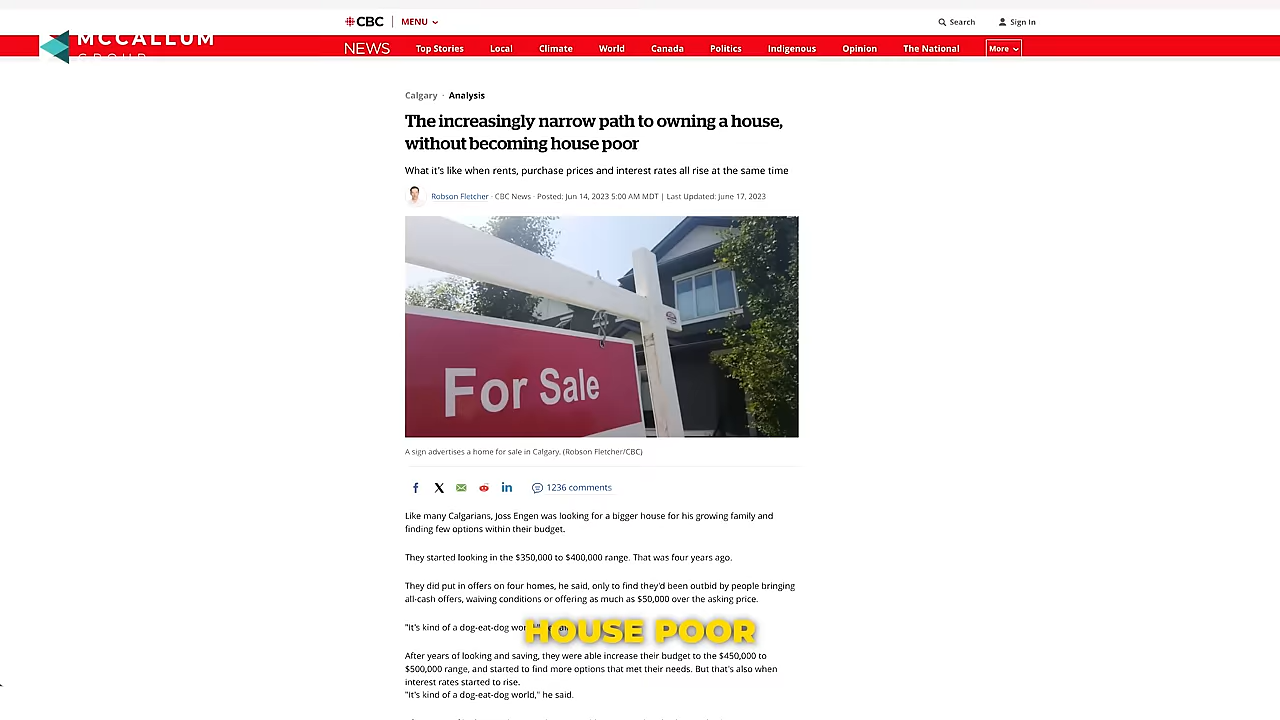 CBC
MENU
Search
Sign In
MCCALLUM
GROUP
NEWS
Top Stories
Local
Climate
World
Canada
Politics
Indigenous
Opinion
The National
More
Calgary · Analysis
The increasingly narrow path to owning a house,
without becoming house poor
What it's like when rents, purchase prices and interest rates all rise at the same time
Robson Fletcher · CBC News · Posted: Jun 14, 2023 5:00 AM MDT | Last Updated: June 17, 2023
For Sale
A sign advertises a home for sale in Calgary. (Robson Fletcher/CBC)
1236 comments
Like many Calgarians, Joss Engen was looking for a bigger house for his growing family and
finding few options within their budget.
They started looking in the $350,000 to $400,000 range. That was four years ago.
They did put in offers on four homes, he said, only to find they'd been outbid by people bringing
all-cash offers, waiving conditions or offering as much as $50,000 over the asking price.
"It's kind of a dog-eat-dog
HOUSE POOR
After years of looking and saving, they were able increase their budget to the $450,000 to
$500,000 range, and started to find more options that met their needs. But that's also when
interest rates started to rise.
"It's kind of a dog-eat-dog world," he said.